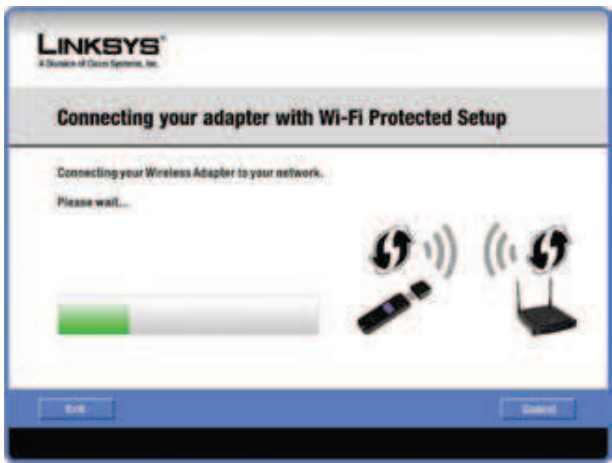 LINKSYS®
A Division of Cisco Systems, Inc.
Connecting your adapter with Wi-Fi Protected Setup
Connecting your Wireless Adapter to your network.
Please wait...
Exit
Cancel